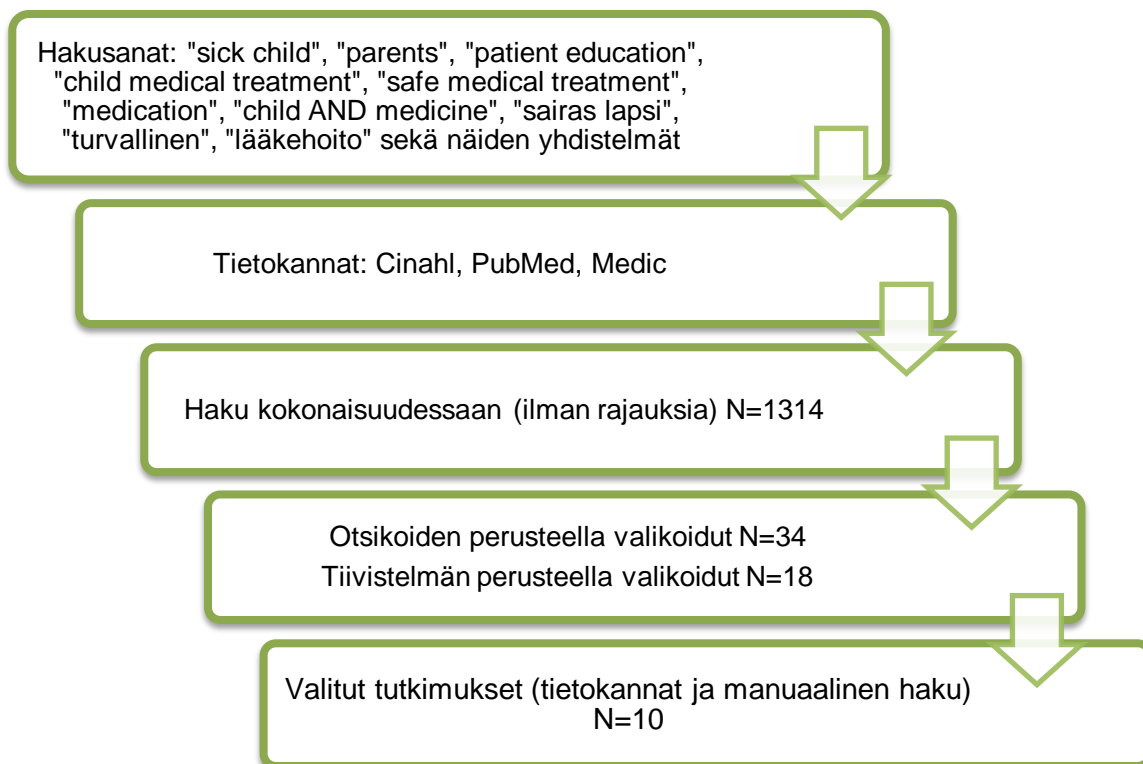 Hakusanat: "sick child", "parents", "patient education",
"child medical treatment", "safe medical treatment",
"medication", "child AND medicine", "sairas lapsi",
"turvallinen", "lääkehoito" sekä näiden yhdistelmät
Tietokannat: Cinahl, PubMed, Medic
Haku kokonaisuudessaan (ilman rajauksia) N=1314
Otsikoiden perusteella valikoidut N=34
Tiivistelmän perusteella valikoidut N=18
Valitut tutkimukset (tietokannat ja manuaalinen haku)
N=10